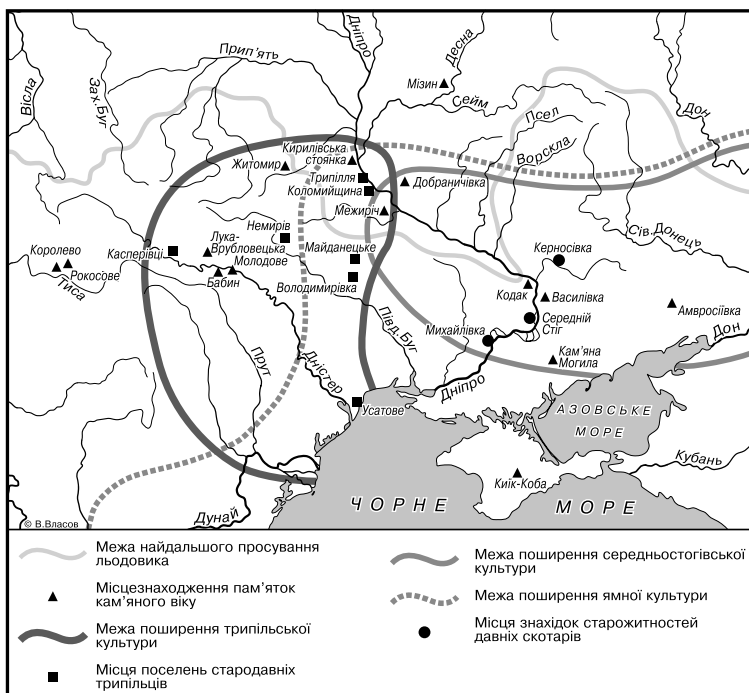 Вісла
Зах.Буг
Прип'ять
Дніпро
Десна
Мізин
Сейм
Псел
Ворскла
Дон
Кирилівська
стоянка
Житомир
Трипілля
Коломийщина
Добраничівка
Межиріч
Немирів
Лука-
Врублевецька
Молодове
Майданецьке
Касперівці
Королево
Рокосове
Тиса
Бабин
Володимирівка
Сів.Донець
Керносівка
Кодак
Василівка
Амвросіївка
Середній
Стіг
Михайлівка
Півд.Буг
Кам'яна
Могила
Дон
Прут
Дністер
Дніпро
Усатове
АЗОВСЬКЕ
МОРЕ
Кубань
Киїк-Коба
ЧОРНЕ МОРЕ
Дунай
© В.Власов
Межа найдальшого просування
льодовика
Місцезнаходження пам'яток
кам'яного віку
Межа поширення трипільської
культури
Місця поселень стародавніх
трипільців
Межа поширення середньостогівської
культури
Межа поширення ямної культури
Місця знахідок старожитностей
давніх скотарів